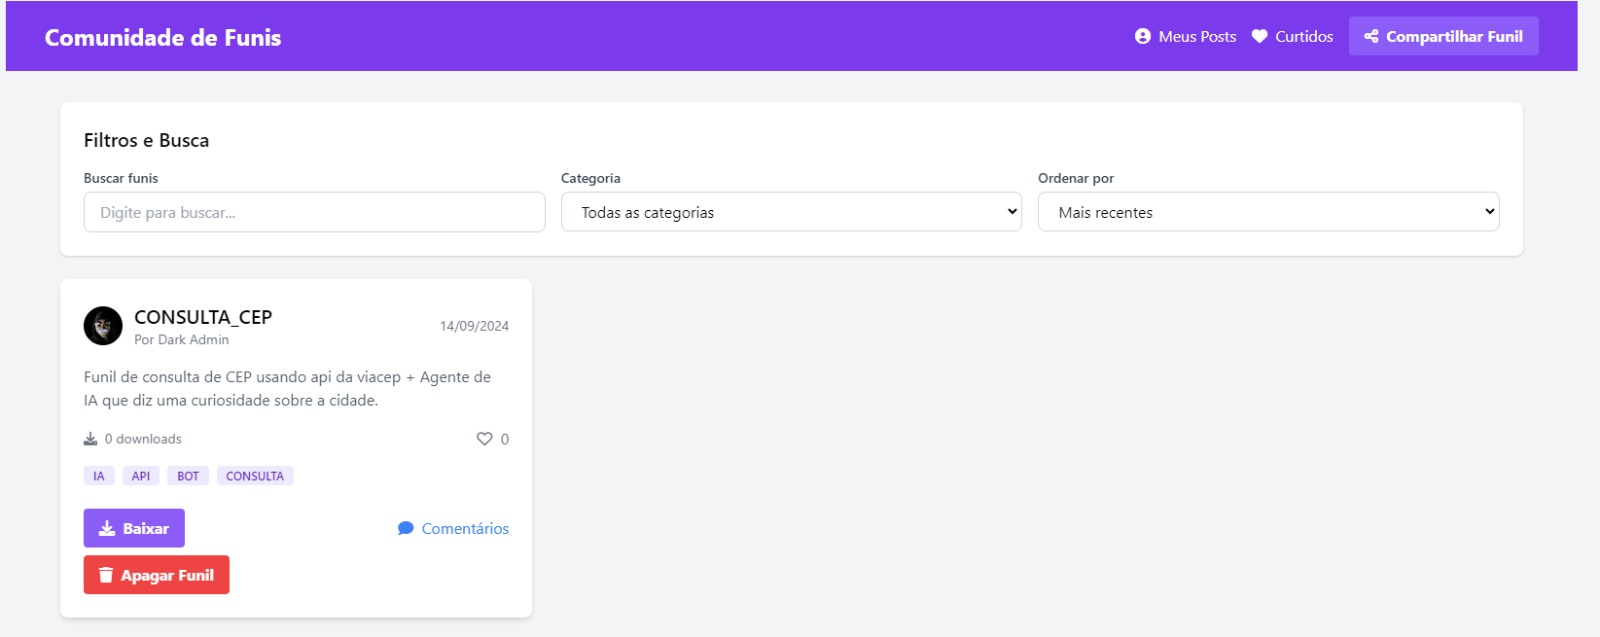 Comunidade de Funis
Meus Posts
Curtidos
Compartilhar Funil
Filtros e Busca
Buscar funis
Digite para buscar...
Categoria
Todas as categorias
Ordenar por
Mais recentes
CONSULTA_CEP
Por Dark Admin
14/09/2024
Funil de consulta de CEP usando api da viacep + Agente de
IA que diz uma curiosidade sobre a cidade.
0 downloads
0
IA
API
BOT
CONSULTA
Baixar
Comentários
Apagar Funil